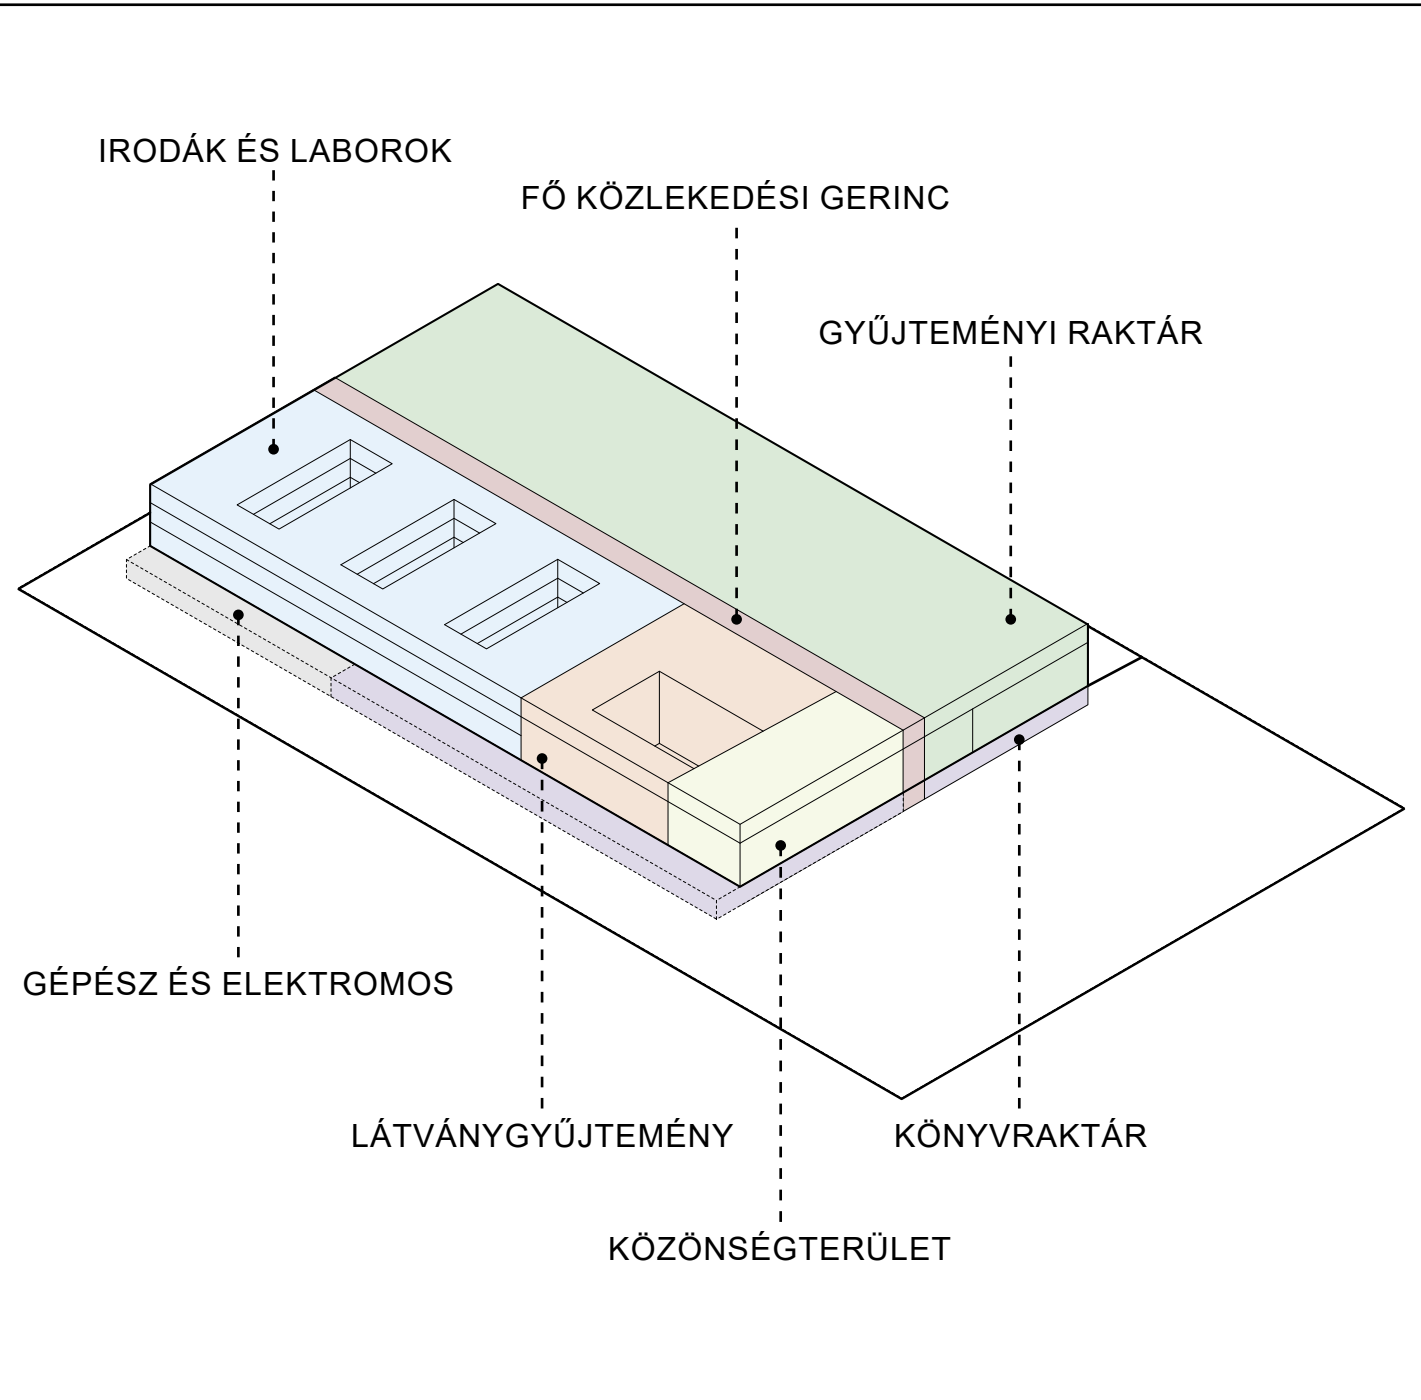 IRODÁK ÉS LABOROK
FŐ KÖZLEKEDÉSI GERINC
GYŰJTEMÉNYI RAKTÁR
GÉPÉSZ ÉS ELEKTROMOS
LÁTVÁNYGYŰJTEMÉNY
KÖNYVRAKTÁR
KÖZÖNSÉGTERÜLET